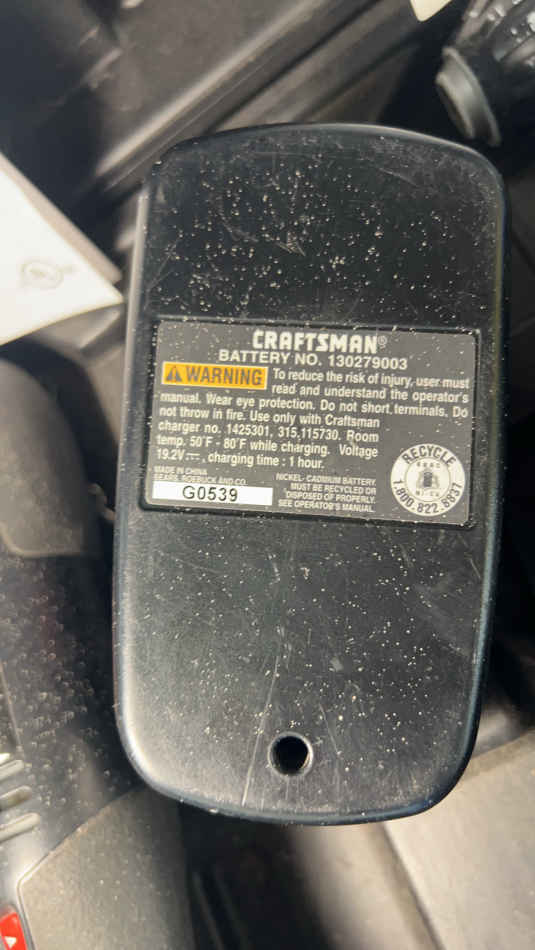 CRAFTSMAN®
BATTERY NO. 130279003
WARNING To reduce the risk of injury, user must
read and understand the operator's
manual. Wear eye protection. Do not short terminals. Do
not throw in fire. Use only with Craftsman
charger no. 1425301, 315.115730. Room
temp. 50°F - 80°F while charging. Voltage
19.2V⎓, charging time : 1 hour.
MADE IN CHINA
SEARS, ROEBUCK AND CO.
G0539
NICKEL- CADMIUM BATTERY.
MUST BE RECYCLED OR
DISPOSED OF PROPERLY.
SEE OPERATOR'S MANUAL.
RECYCLE
RBRC
Ni-Cd
1.800.822.8837